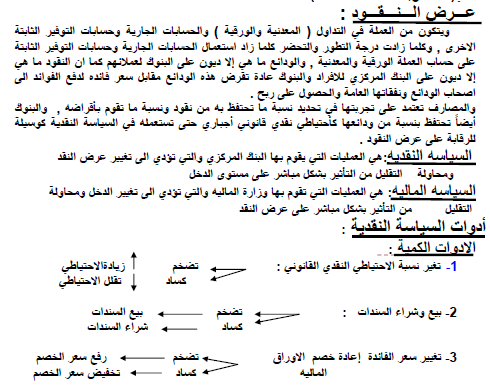 عــرض النـقـــود :
ويتكون من العملة في التداول ( المعدنية والورقية ) والحسابات الجارية وحسابات التوفير الثابتة
الاخرى , وكلما زادت درجة التطور والتحضر كلما زاد استعمال الحسابات الجارية وحسابات التوفير الثابتة
على حساب العملة الورقية والمعدنية , والودائع ما هي إلا ديون على البنوك لعملائهم كما ان النقود ما هي
إلا ديون على البنك المركزي للافراد والبنوك عادة تقرض هذه الودائع مقابل سعر فائده لدفع الفوائد الى
اصحاب الودائع ونفقاتها العامة والحصول على ربح .
والمصارف تعتمد على تجربتها في تحديد نسبة ما تحتفظ به من نقود ونسبة ما تقوم بأقراضه , والبنوك
أيضاً تحتفظ بنسبة من ودائعها كأحتياطي نقدي قانوني أجباري حتى تستعمله في السياسة النقدية كوسيلة
للرقابة على عرض النقود .
السياسه النقديه: هي العمليات التي يقوم بها البنك المركزي والتي تؤدي الى تغيير عرض النقد
ومحاولة التقليل من التأثير بشكل مباشر على مستوى الدخل
السياسه الماليه: هي العمليات التي تقوم بها وزارة الماليه والتي تؤدي الى تغيير الدخل ومحاولة
التقليل من التأثير بشكل مباشر على عرض النقد
أدوات السياسة النقدية :
الادوات الكمية :
1- تغير نسبة الاحتياطي النقدي القانوني : تضخم زيادةالاحتياطي
كساد تقلل الاحتياطي
2- بيع وشراء السندات : تضخم بيع السندات
كساد شراء السندات
3- تغيير سعر الفائدة إعادة خصم الاوراق تضخم رفع سعر الخصم
الماليه كساد تخفيض سعر الخصم